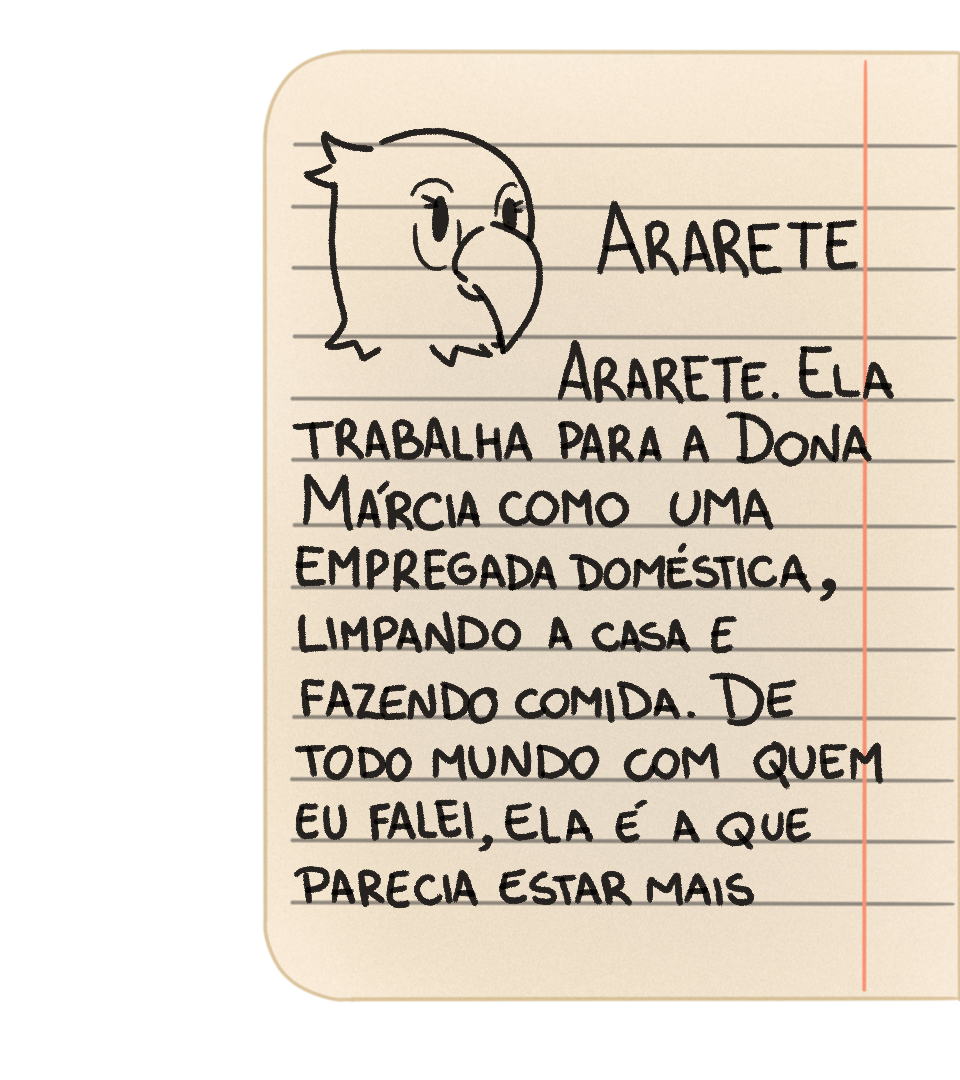 ARARETE
ARARETE. ELA
TRABALHA PARA A DONA
MÁRCIA COMO UMA
EMPREGADA DOMÉSTICA,
LIMPANDO A CASA E
FAZENDO COMIDA. DE
TODO MUNDO COM QUEM
EU FALEI, ELA É A QUE
PARECIA ESTAR MAIS